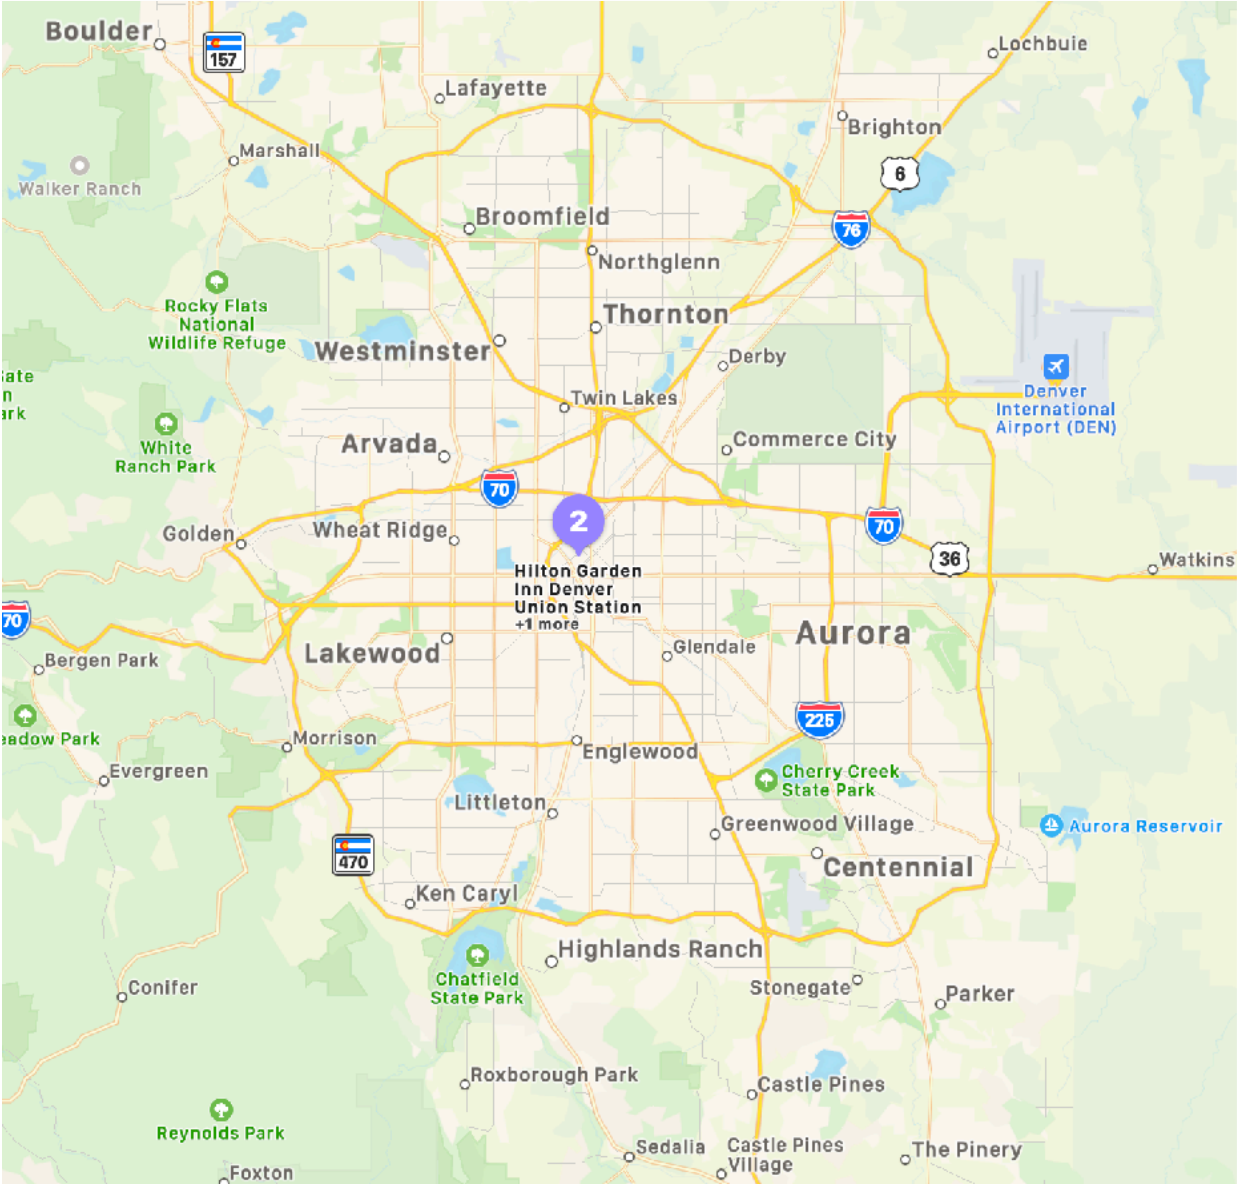 Boulder
157
Lochbuie
Lafayette
Brighton
Marshall
6
Walker Ranch
Broomfield
76
Northglenn
Rocky Flats
National
Wildlife Refuge
Thornton
Westminster
Derby
Denver
International
Airport (DEN)
Twin Lakes
White
Ranch Park
Arvada
Commerce City
70
2
70
Golden
Wheat Ridge
36
Watkins
Hilton Garden
Inn Denver
Union Station
+1 more
70
Aurora
Glendale
Lakewood
Bergen Park
225
eadow Park
Morrison
Englewood
Evergreen
Cherry Creek
State Park
Littleton
Greenwood Village
Aurora Reservoir
470
Centennial
Ken Caryl
Highlands Ranch
Chatfield
State Park
Stonegate
Conifer
Parker
Roxborough Park
Castle Pines
Reynolds Park
Sedalia
Castle Pines
Village
The Pinery
Foxton